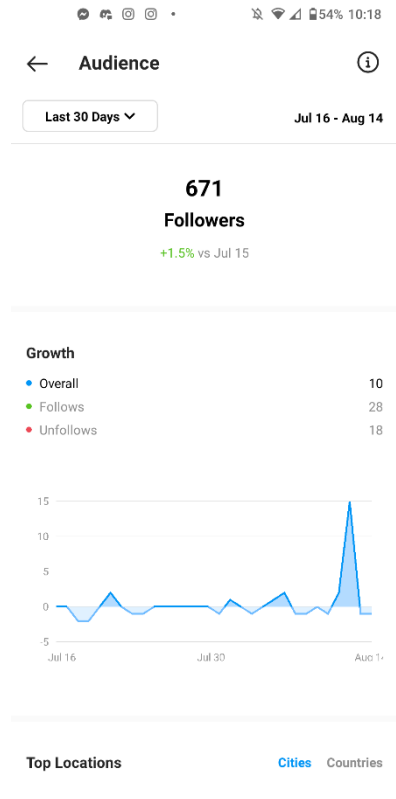 54% 10:18
Audience
Last 30 Days Jul 16 - Aug 14
671
Followers
+1.5% vs Jul 15
Growth
Overall 10
Follows 28
Unfollows 18
15
10
5
0
-5
Jul 16 Jul 30 Aug 14
Top Locations Cities Countries